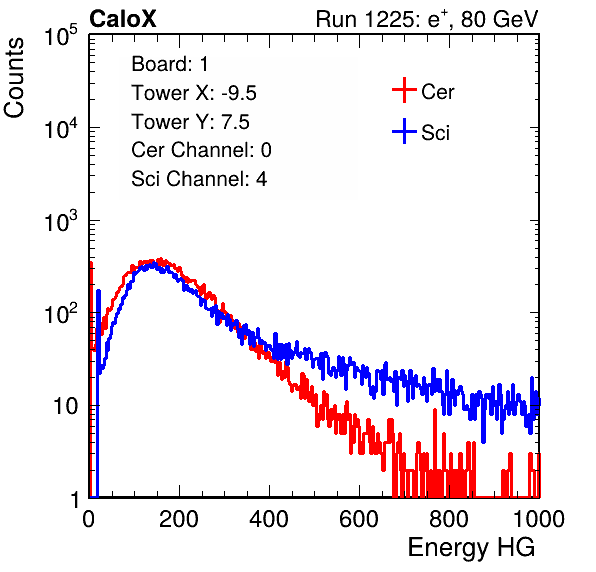 CaloX Run 1225: e⁺, 80 GeV
Counts
10⁵
10⁴
10³
10²
10
1
Board: 1
Tower X: -9.5
Tower Y: 7.5
Cer Channel: 0
Sci Channel: 4
Cer
Sci
0 200 400 600 800 1000
Energy HG